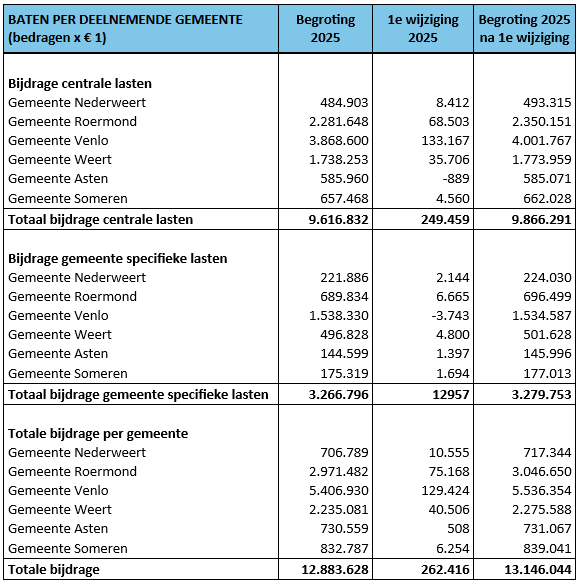 BATEN PER DEELNEMENDE GEMEENTE Begroting 1e wijziging Begroting 2025
(bedragen x € 1) 2025 2025 na 1e wijziging
Bijdrage centrale lasten
Gemeente Nederweert 484.903 8.412 493.315
Gemeente Roermond 2.281.648 68.503 2.350.151
Gemeente Venlo 3.868.600 133.167 4.001.767
Gemeente Weert 1.738.253 35.706 1.773.959
Gemeente Asten 585.960 -889 585.071
Gemeente Someren 657.468 4.560 662.028
Totaal bijdrage centrale lasten 9.616.832 249.459 9.866.291
Bijdrage gemeente specifieke lasten
Gemeente Nederweert 221.886 2.144 224.030
Gemeente Roermond 689.834 6.665 696.499
Gemeente Venlo 1.538.330 -3.743 1.534.587
Gemeente Weert 496.828 4.800 501.628
Gemeente Asten 144.599 1.397 145.996
Gemeente Someren 175.319 1.694 177.013
Totaal bijdrage gemeente specifieke lasten 3.266.796 12957 3.279.753
Totale bijdrage per gemeente
Gemeente Nederweert 706.789 10.555 717.344
Gemeente Roermond 2.971.482 75.168 3.046.650
Gemeente Venlo 5.406.930 129.424 5.536.354
Gemeente Weert 2.235.081 40.506 2.275.588
Gemeente Asten 730.559 508 731.067
Gemeente Someren 832.787 6.254 839.041
Totale bijdrage 12.883.628 262.416 13.146.044